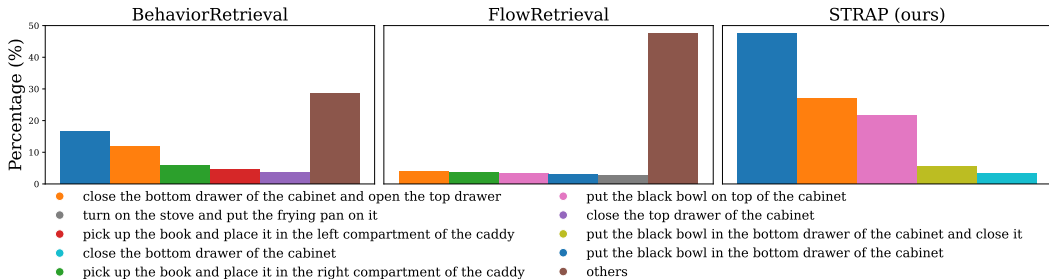 BehaviorRetrieval
FlowRetrieval
STRAP (ours)
Percentage (%)
50
40
30
20
10
0
close the bottom drawer of the cabinet and open the top drawer
turn on the stove and put the frying pan on it
pick up the book and place it in the left compartment of the caddy
close the bottom drawer of the cabinet
pick up the book and place it in the right compartment of the caddy
put the black bowl on top of the cabinet
close the top drawer of the cabinet
put the black bowl in the bottom drawer of the cabinet and close it
put the black bowl in the bottom drawer of the cabinet
others